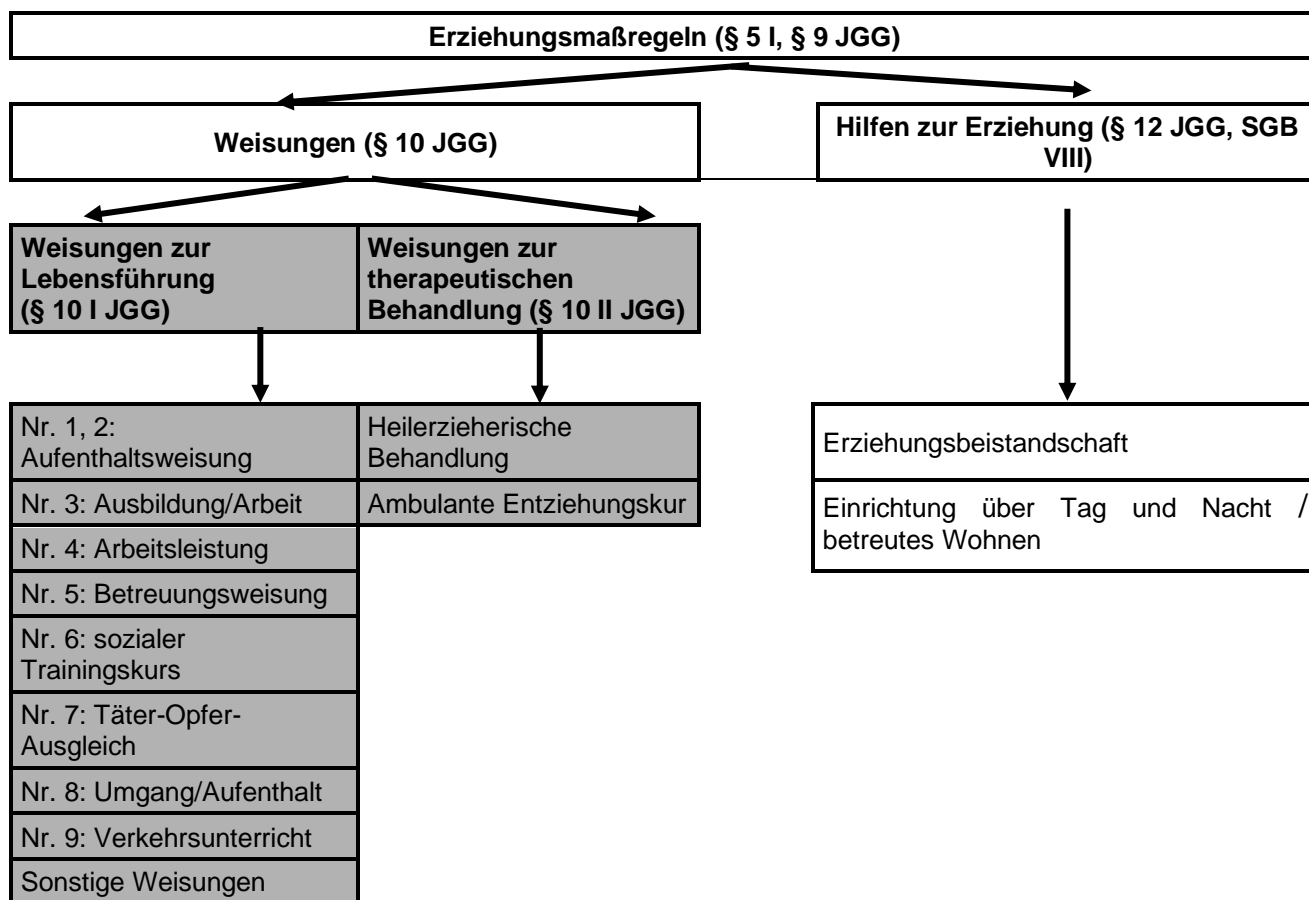 Erziehungsmaßregeln (§ 5 I, § 9 JGG)
Weisungen (§ 10 JGG)
Hilfen zur Erziehung (§ 12 JGG, SGB
VIII)
Weisungen zur
Lebensführung
(§ 10 I JGG)
Weisungen zur
therapeutischen
Behandlung (§ 10 II JGG)
Nr. 1, 2:
Aufenthaltsweisung
Nr. 3: Ausbildung/Arbeit
Nr. 4: Arbeitsleistung
Nr. 5: Betreuungsweisung
Nr. 6: sozialer
Trainingskurs
Nr. 7: Täter-Opfer-
Ausgleich
Nr. 8: Umgang/Aufenthalt
Nr. 9: Verkehrsunterricht
Sonstige Weisungen
Heilerzieherische
Behandlung
Ambulante Entziehungskur
Erziehungsbeistandschaft
Einrichtung über Tag und Nacht /
betreutes Wohnen